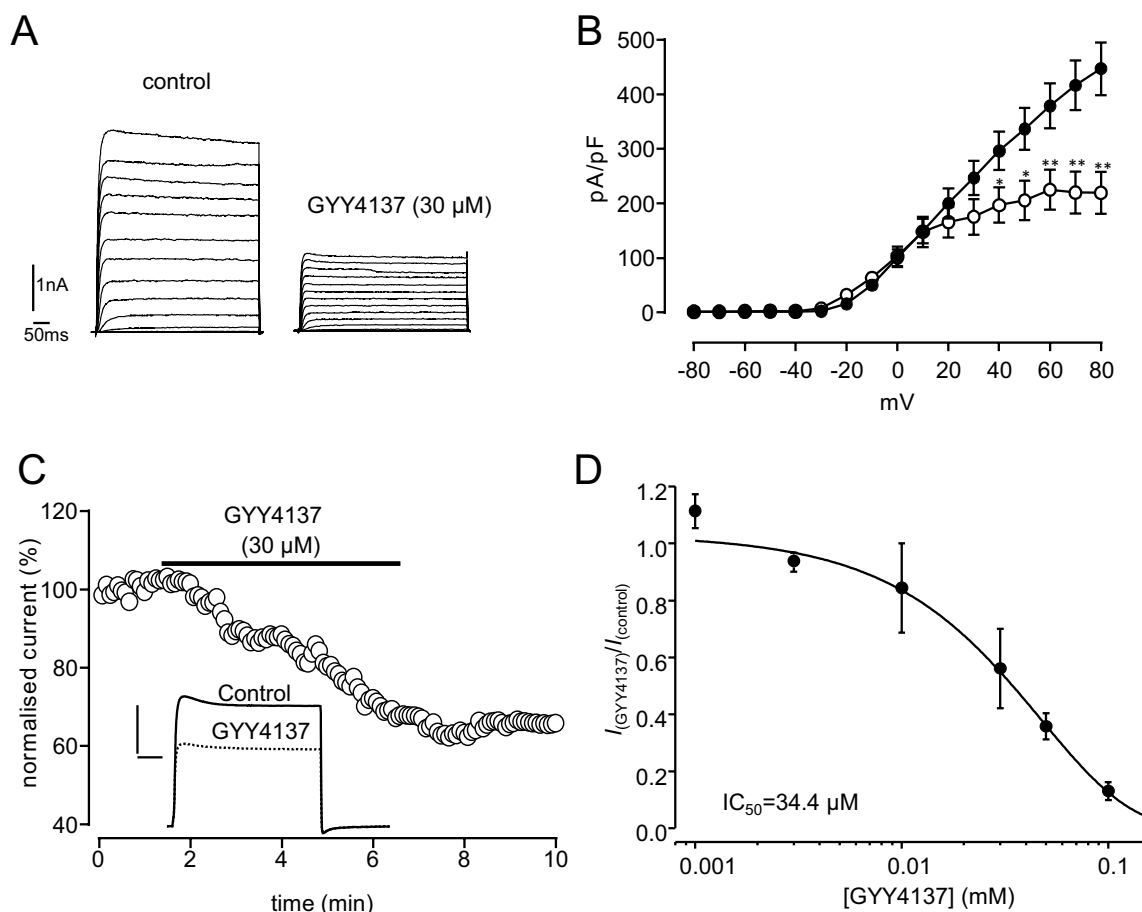 A
control
GYY4137 (30 µM)
1nA
50ms
B
500
400
300
200
100
0
pA/pF
* * ** ** **
-80 -60 -40 -20 0 20 40 60 80
mV
C
120
100
80
60
40
normalised current (%)
GYY4137
(30 µM)
Control
GYY4137
0 2 4 6 8 10
time (min)
D
1.2
1.0
0.8
0.6
0.4
0.2
0.0
I(GYY4137)/I(control)
IC50=34.4 µM
0.001 0.01 0.1
[GYY4137] (mM)